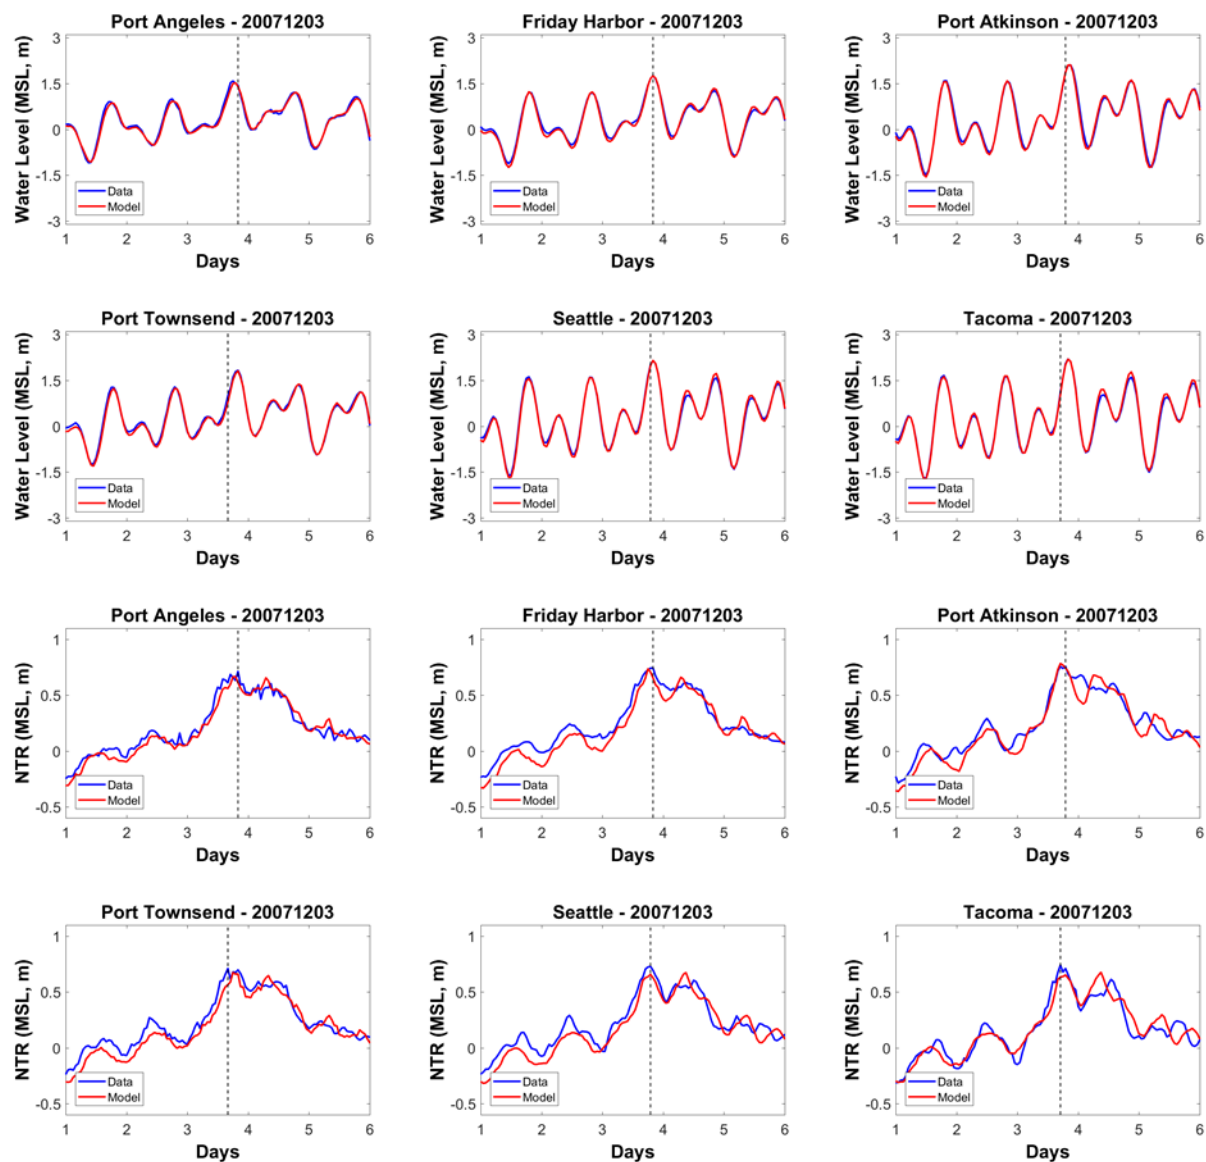 Port Angeles - 20071203
Friday Harbor - 20071203
Port Atkinson - 20071203
Water Level (MSL, m)
3
1.5
0
-1.5
-3
Data
Model
1 2 3 4 5 6
Days
Water Level (MSL, m)
3
1.5
0
-1.5
-3
Data
Model
1 2 3 4 5 6
Days
Water Level (MSL, m)
3
1.5
0
-1.5
-3
Data
Model
1 2 3 4 5 6
Days
Port Townsend - 20071203
Seattle - 20071203
Tacoma - 20071203
Water Level (MSL, m)
3
1.5
0
-1.5
-3
Data
Model
1 2 3 4 5 6
Days
Water Level (MSL, m)
3
1.5
0
-1.5
-3
Data
Model
1 2 3 4 5 6
Days
Water Level (MSL, m)
3
1.5
0
-1.5
-3
Data
Model
1 2 3 4 5 6
Days
Port Angeles - 20071203
Friday Harbor - 20071203
Port Atkinson - 20071203
NTR (MSL, m)
1
0.5
0
-0.5
Data
Model
1 2 3 4 5 6
Days
NTR (MSL, m)
1
0.5
0
-0.5
Data
Model
1 2 3 4 5 6
Days
NTR (MSL, m)
1
0.5
0
-0.5
Data
Model
1 2 3 4 5 6
Days
Port Townsend - 20071203
Seattle - 20071203
Tacoma - 20071203
NTR (MSL, m)
1
0.5
0
-0.5
Data
Model
1 2 3 4 5 6
Days
NTR (MSL, m)
1
0.5
0
-0.5
Data
Model
1 2 3 4 5 6
Days
NTR (MSL, m)
1
0.5
0
-0.5
Data
Model
1 2 3 4 5 6
Days